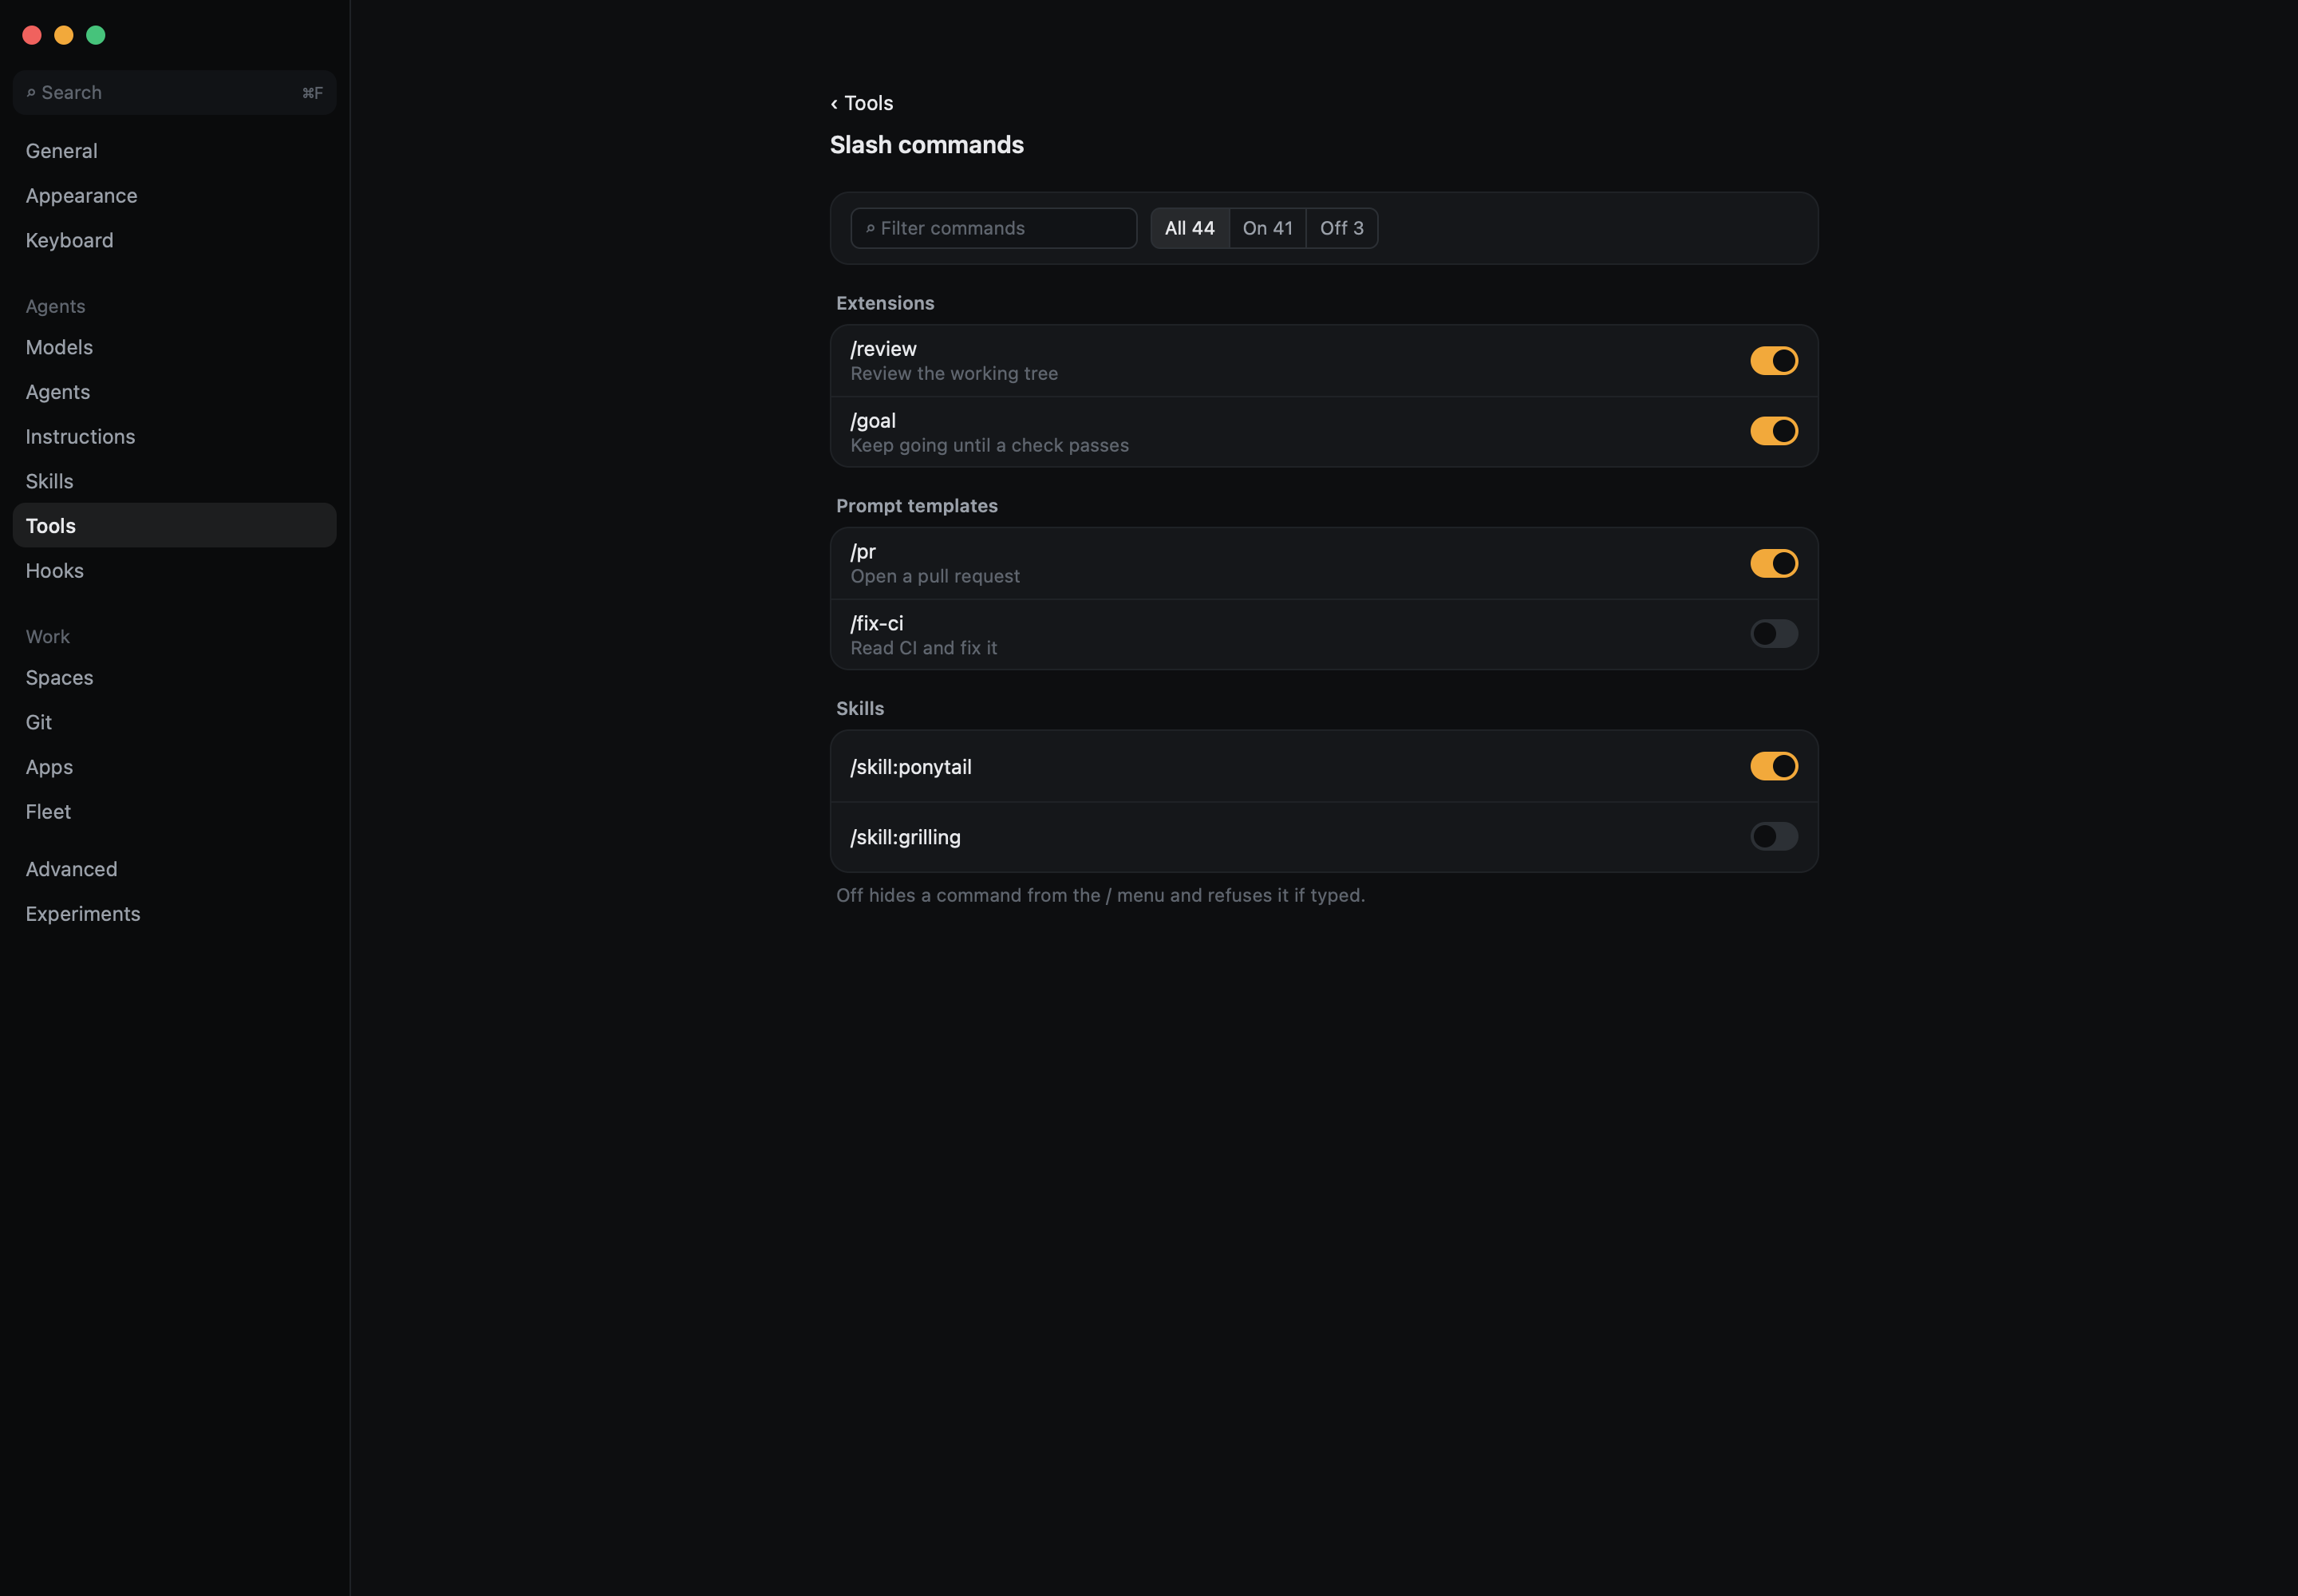 Search ⌘F
General
Appearance
Keyboard
Agents
Models
Agents
Instructions
Skills
Tools
Hooks
Work
Spaces
Git
Apps
Fleet
Advanced
Experiments
‹ Tools
Slash commands
Filter commands
All 44 On 41 Off 3
Extensions
/review
Review the working tree
/goal
Keep going until a check passes
Prompt templates
/pr
Open a pull request
/fix-ci
Read CI and fix it
Skills
/skill:ponytail
/skill:grilling
Off hides a command from the / menu and refuses it if typed.